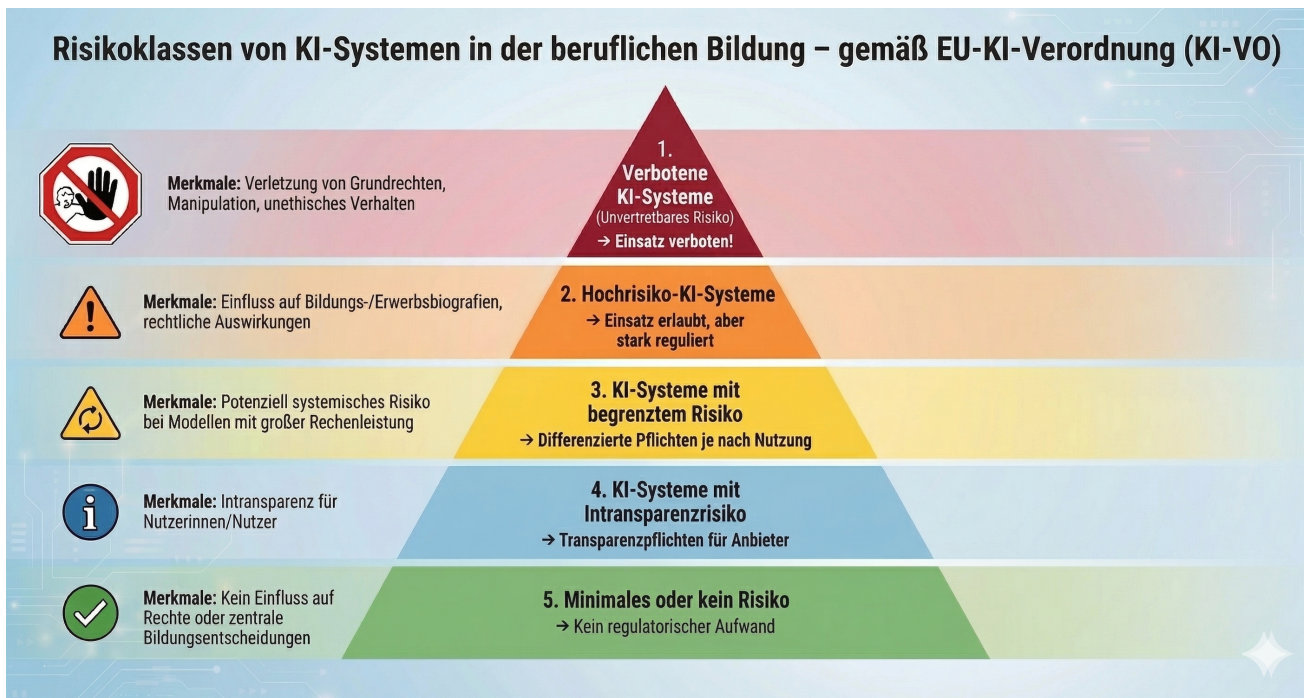 Risikoklassen von KI-Systemen in der beruflichen Bildung – gemäß EU-KI-Verordnung (KI-VO)
Merkmale: Verletzung von Grundrechten,
Manipulation, unethisches Verhalten
1.
Verbotene
KI-Systeme
(Unvertretbares Risiko)
→ Einsatz verboten!
Merkmale: Einfluss auf Bildungs-/Erwerbsbiografien,
rechtliche Auswirkungen
2. Hochrisiko-KI-Systeme
→ Einsatz erlaubt, aber
stark reguliert
Merkmale: Potenziell systemisches Risiko
bei Modellen mit großer Rechenleistung
3. KI-Systeme mit
begrenztem Risiko
→ Differenzierte Pflichten je nach Nutzung
Merkmale: Intransparenz für
Nutzerinnen/Nutzer
4. KI-Systeme mit
Intransparenzrisiko
→ Transparenzpflichten für Anbieter
Merkmale: Kein Einfluss auf
Rechte oder zentrale
Bildungsentscheidungen
5. Minimales oder kein Risiko
→ Kein regulatorischer Aufwand